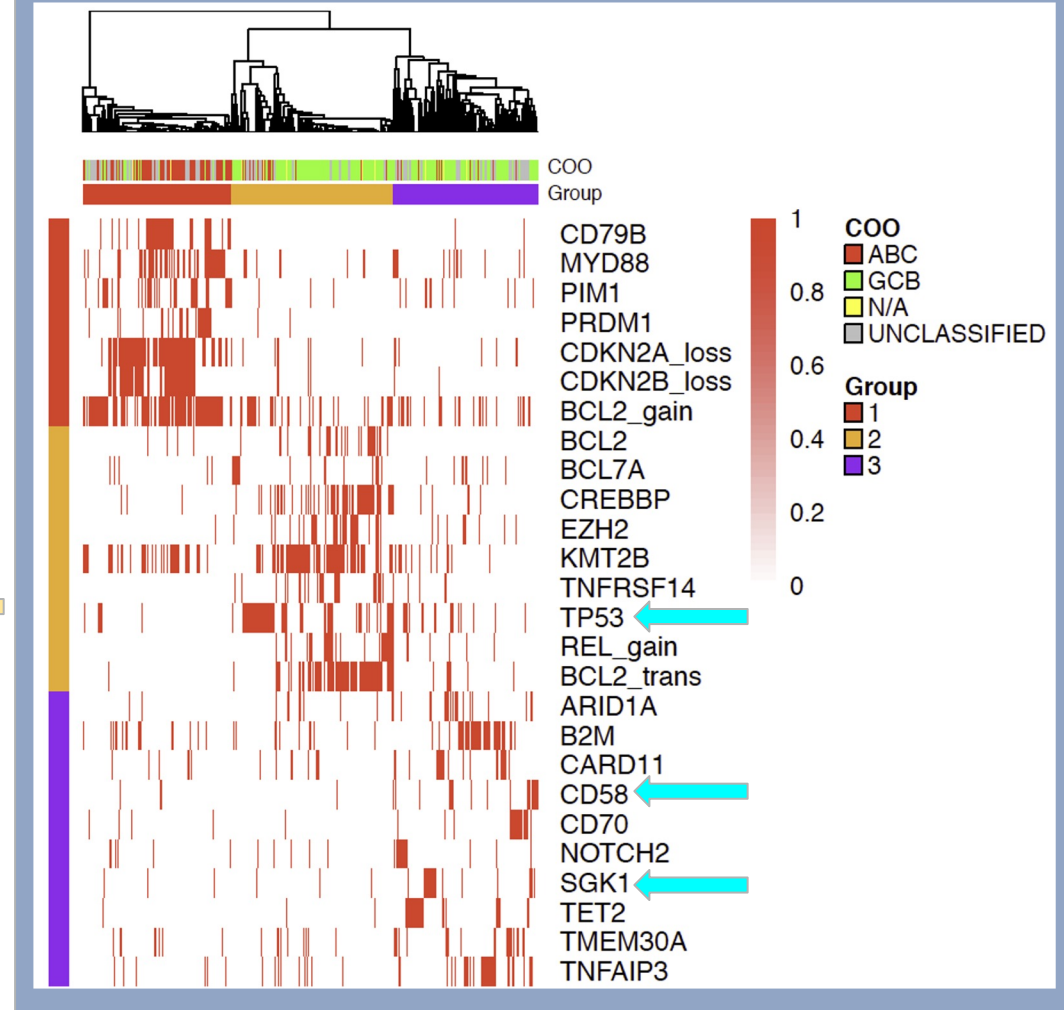 COO
Group
CD79B
MYD88
PIM1
PRDM1
CDKN2A_loss
CDKN2B_loss
BCL2_gain
BCL2
BCL7A
CREBBP
EZH2
KMT2B
TNFRSF14
TP53
REL_gain
BCL2_trans
ARID1A
B2M
CARD11
CD58
CD70
NOTCH2
SGK1
TET2
TMEM30A
TNFAIP3
1
0.8
0.6
0.4
0.2
0
COO
ABC
GCB
N/A
UNCLASSIFIED
Group
1
2
3